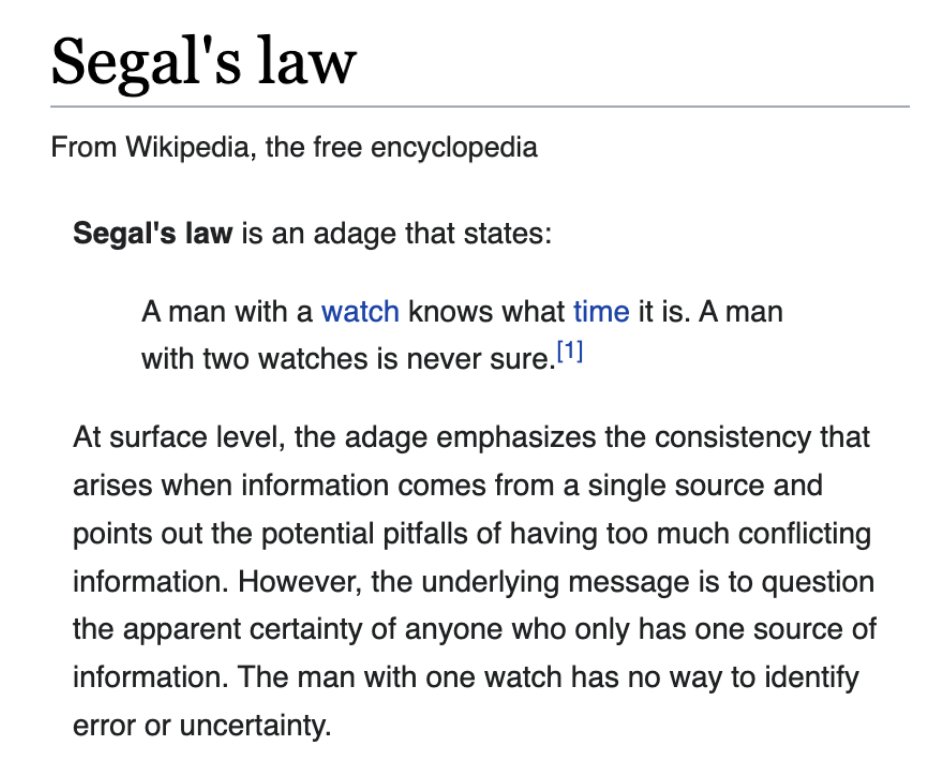 Segal's law
From Wikipedia, the free encyclopedia
Segal's law is an adage that states:
A man with a watch knows what time it is. A man
with two watches is never sure.[1]
At surface level, the adage emphasizes the consistency that
arises when information comes from a single source and
points out the potential pitfalls of having too much conflicting
information. However, the underlying message is to question
the apparent certainty of anyone who only has one source of
information. The man with one watch has no way to identify
error or uncertainty.